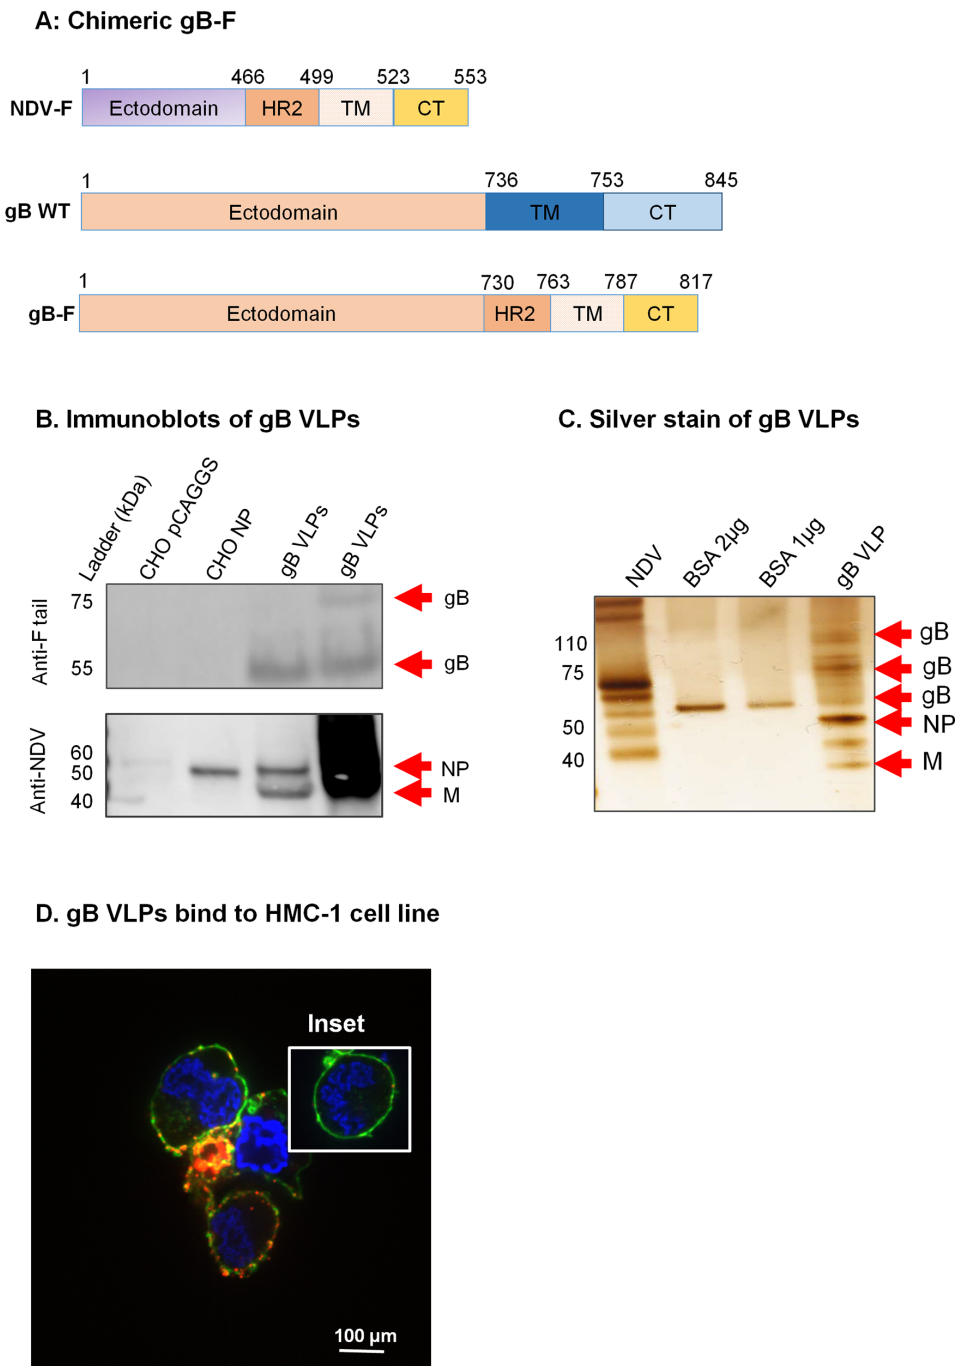 A: Chimeric gB-F
1 466 499 523 553
NDV-F Ectodomain HR2 TM CT
1 736 753 845
gB WT Ectodomain TM CT
1 730 763 787 817
gB-F Ectodomain HR2 TM CT
B. Immunoblots of gB VLPs
Ladder (kDa)
CHO pCAGGS
CHO NP
gB VLPs
gB VLPs
Anti-F tail
75 gB
55 gB
Anti-NDV
60
50 NP
40 M
C. Silver stain of gB VLPs
NDV
BSA 2µg
BSA 1µg
gB VLP
110 gB
75 gB
gB
50 NP
40 M
D. gB VLPs bind to HMC-1 cell line
Inset
100 µm